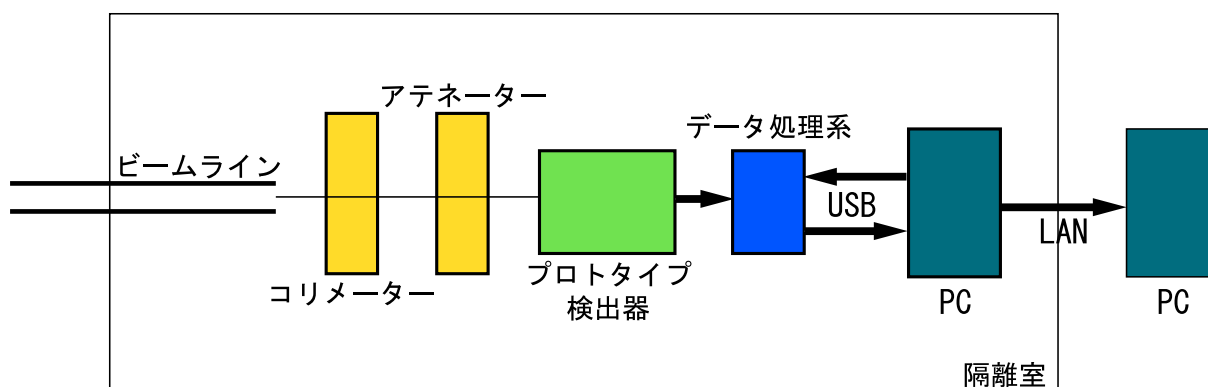 アテネーター
データ処理系
ビームライン
USB
LAN
コリメーター
プロトタイプ
検出器
PC
PC
隔離室